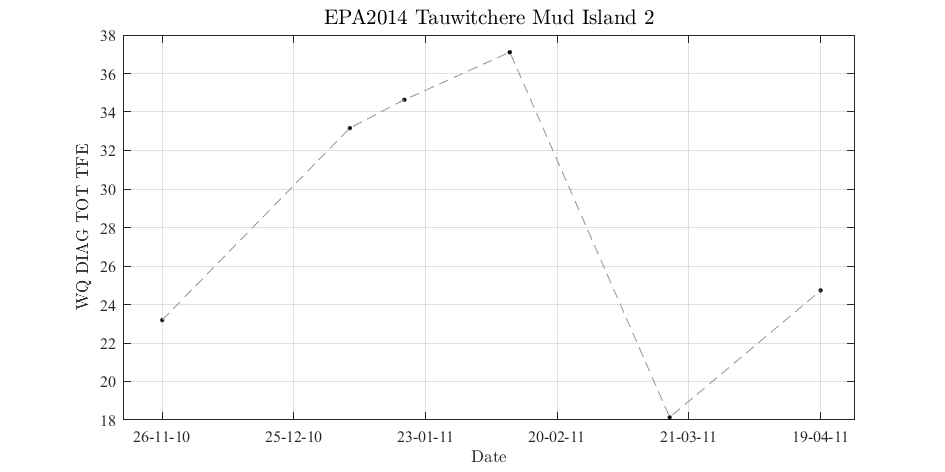 EPA2014 Tauwitchere Mud Island 2
WQ DIAG TOT TFE
38
36
34
32
30
28
26
24
22
20
18
26-11-10 25-12-10 23-01-11 20-02-11 21-03-11 19-04-11
Date